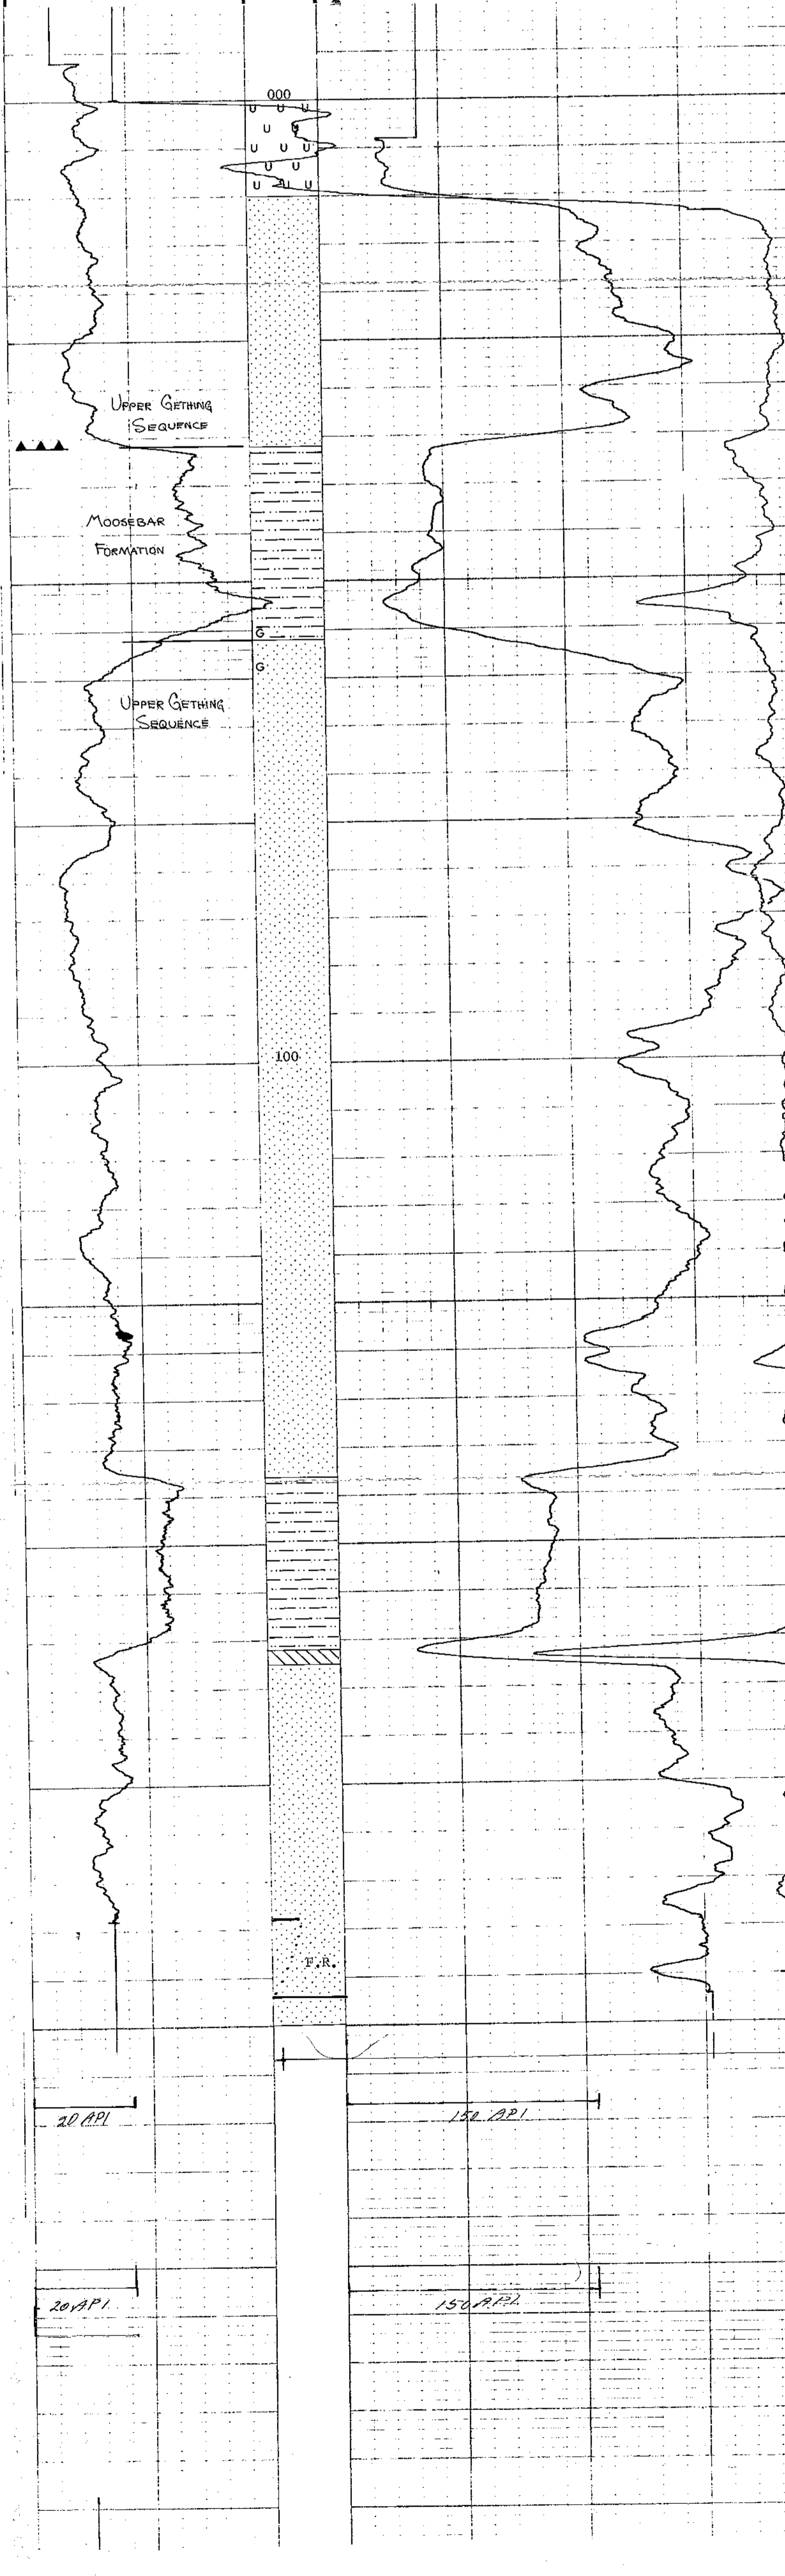 000
U U U
U
U U U
U
U U U
UPPER GETHING
SEQUENCE
MOOSEBAR
FORMATION
G
G
UPPER GETHING
SEQUENCE
100
F.R.
20 API
150 API
20 API
150 API